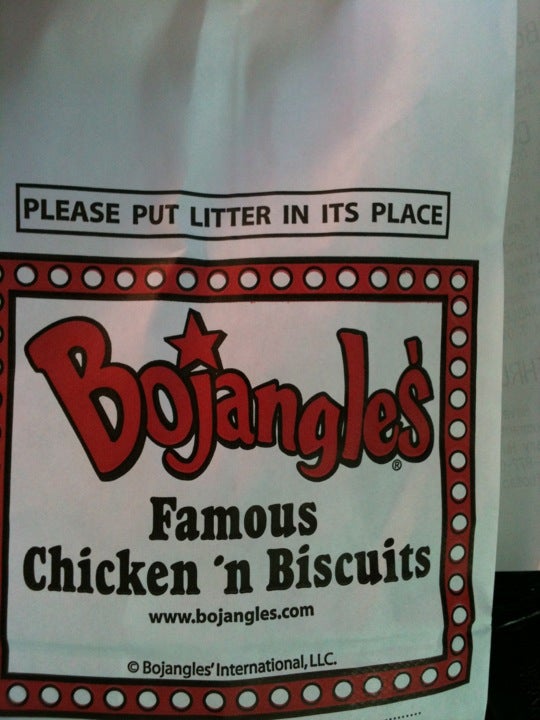 PLEASE PUT LITTER IN ITS PLACE
Bojangles'
®
Famous
Chicken 'n Biscuits
www.bojangles.com
© Bojangles' International, LLC.